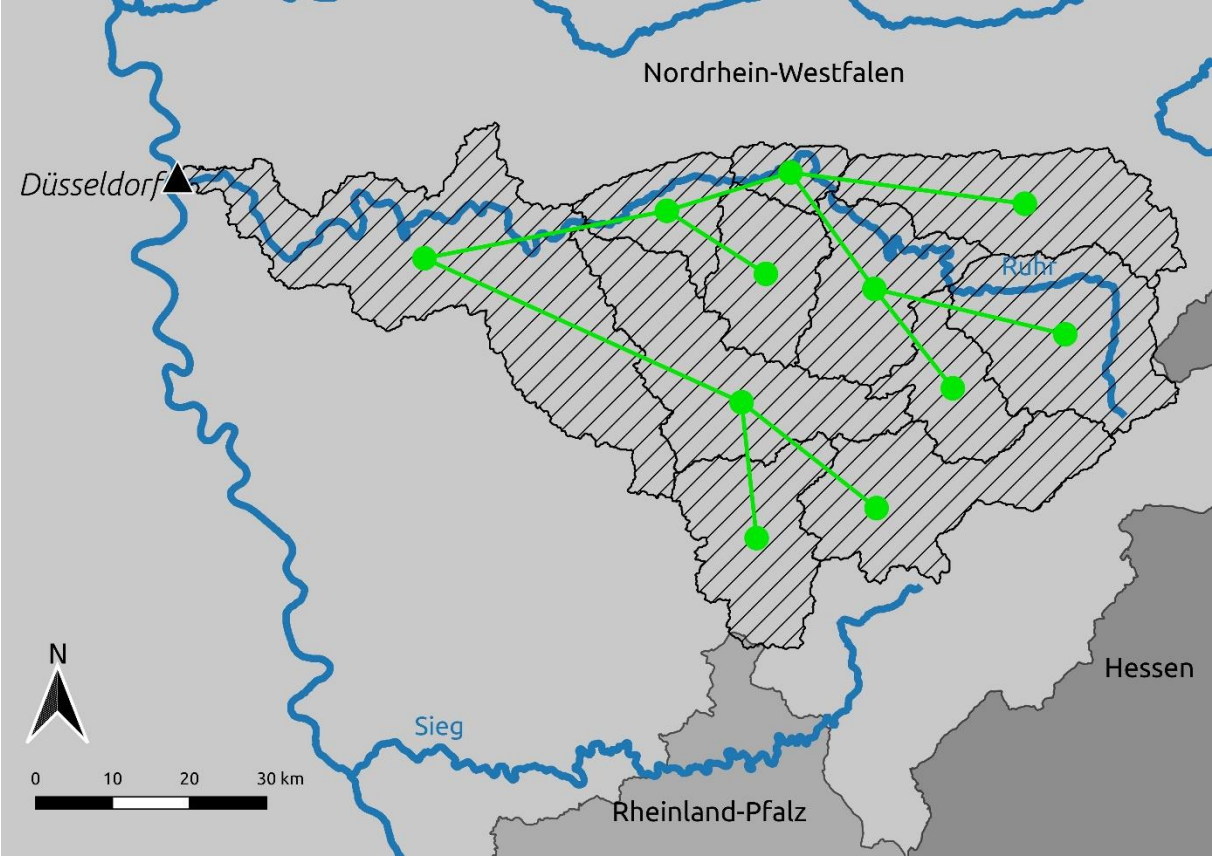 Nordrhein-Westfalen
Düsseldorf
Ruhr
N
Hessen
Sieg
0 10 20 30 km
Rheinland-Pfalz